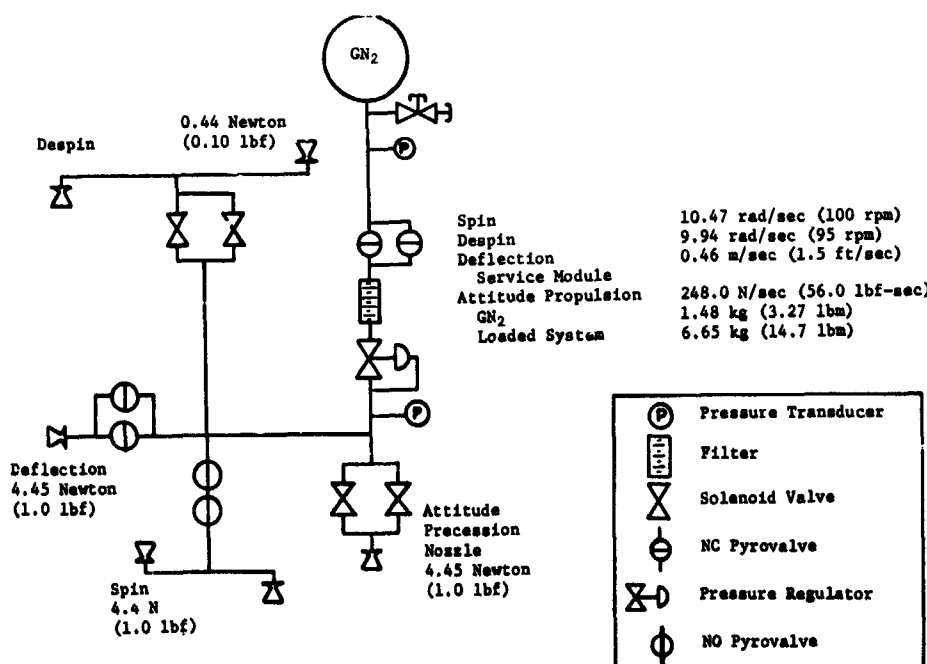 GN2
0.44 Newton
(0.10 lbf)
Despin
P
Spin 10.47 rad/sec (100 rpm)
Despin 9.94 rad/sec (95 rpm)
Deflection 0.46 m/sec (1.5 ft/sec)
Service Module
Attitude Propulsion 248.0 N/sec (56.0 lbf-sec)
GN2 1.48 kg (3.27 lbm)
Loaded System 6.65 kg (14.7 lbm)
P
Deflection
4.45 Newton
(1.0 lbf)
Attitude
Precession
Nozzle
4.45 Newton
(1.0 lbf)
Spin
4.4 N
(1.0 lbf)
P Pressure Transducer
Filter
Solenoid Valve
NC Pyrovalve
Pressure Regulator
NO Pyrovalve